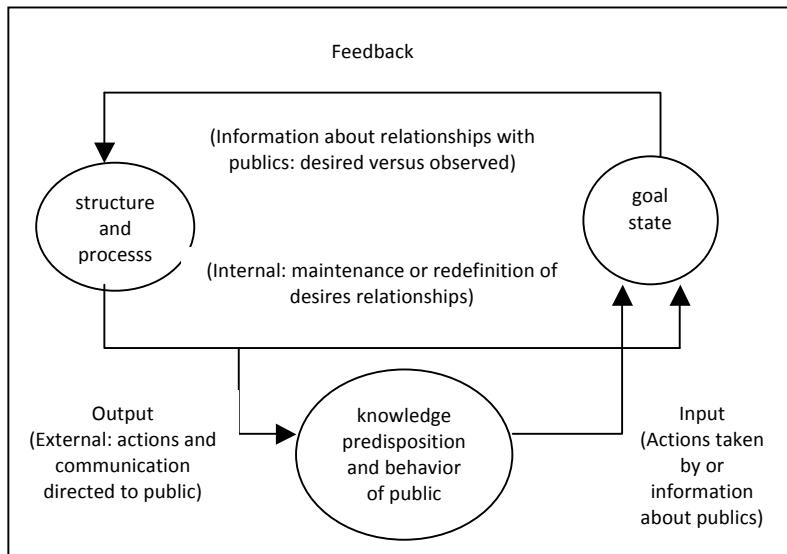 Feedback
(Information about relationships with
publics: desired versus observed)
structure
and
processs
goal
state
(Internal: maintenance or redefinition of
desires relationships)
Output
(External: actions and
communication
directed to public)
knowledge
predisposition
and behavior
of public
Input
(Actions taken
by or
information
about publics)